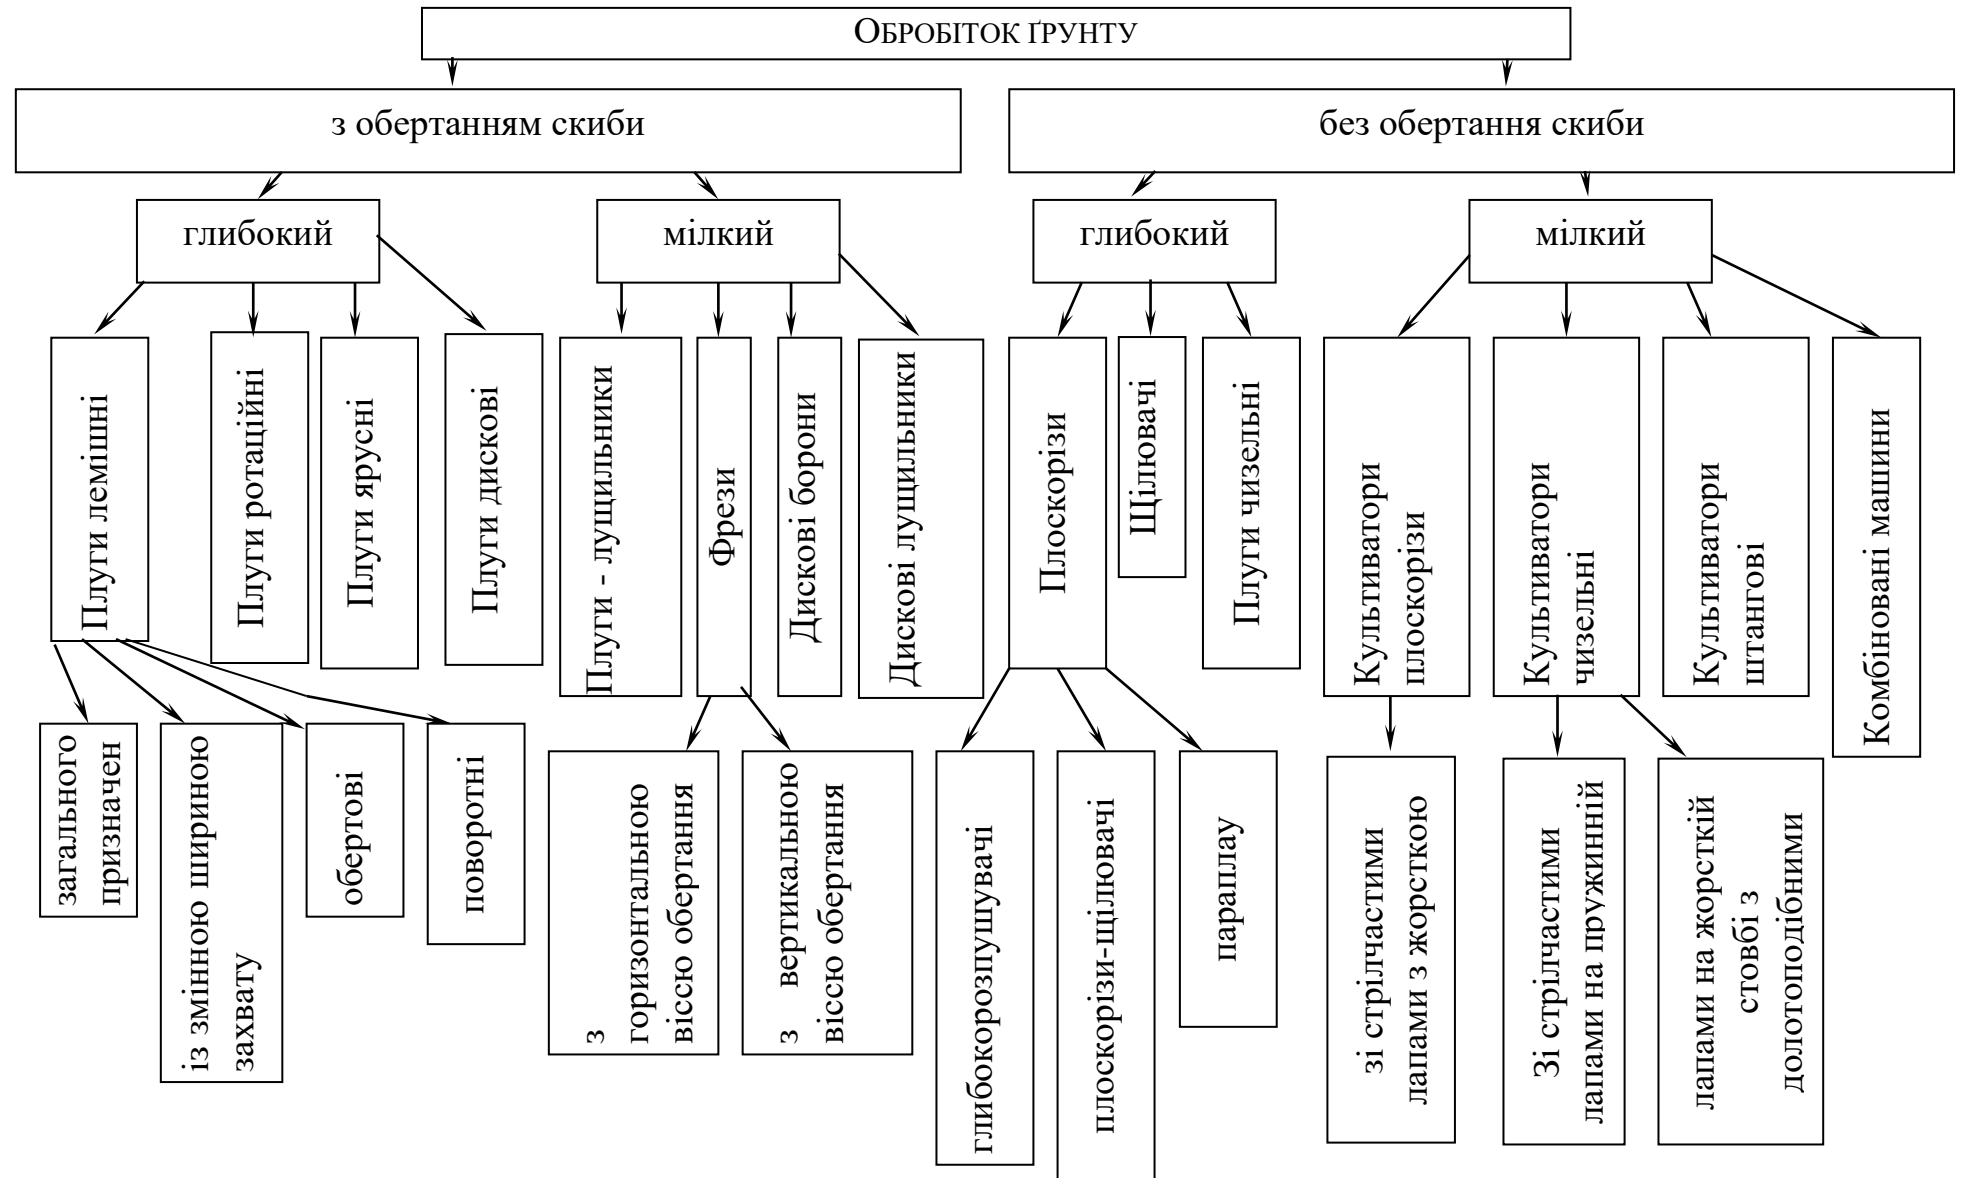 ОБРОБІТОК ҐРУНТУ
з обертанням скиби
без обертання скиби
глибокий
мілкий
глибокий
мілкий
Плуги лемішні
Плуги ротаційні
Плуги ярусні
Плуги дискові
Плуги - лущильники
Фрези
Дискові борони
Дискові лущильники
Плоскорізи
Щілювачі
Плуги чизельні
Культиватори
плоскорізи
Культиватори
чизельні
Культиватори
штангові
Комбіновані машини
загального
призначен
із змінною шириною
захвату
обертові
поворотні
з
горизонтальною
віссю обертання
з вертикальною
віссю обертання
глибокорозпушувачі
плоскорізи-щілювачі
параплау
зі стрілчастими
лапами з жорсткою
Зі стрілчастими
лапами на пружинній
лапами на жорсткій
стовбі з
долотоподібними